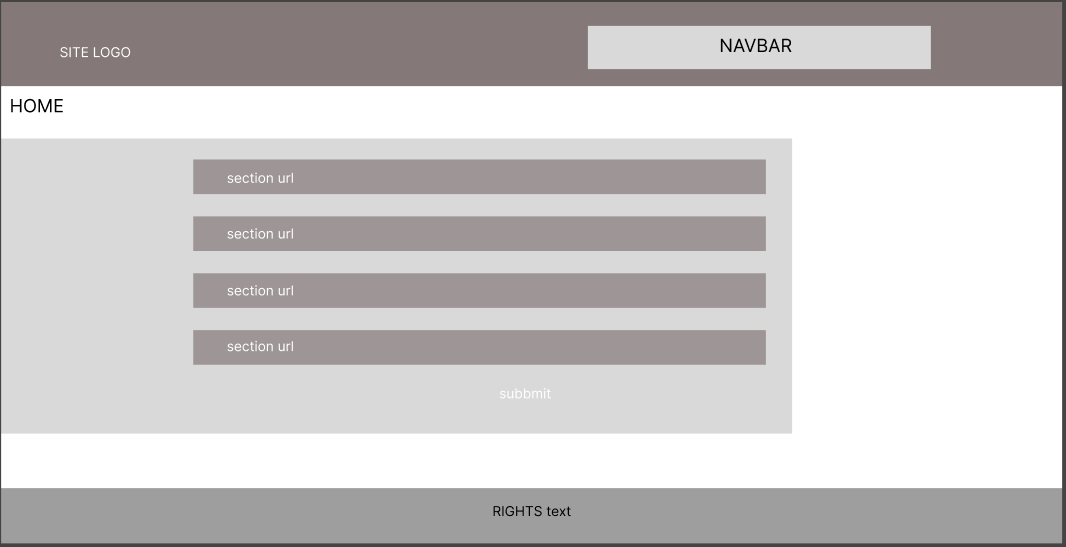 SITE LOGO
NAVBAR
HOME
section url
section url
section url
section url
subbmit
RIGHTS text